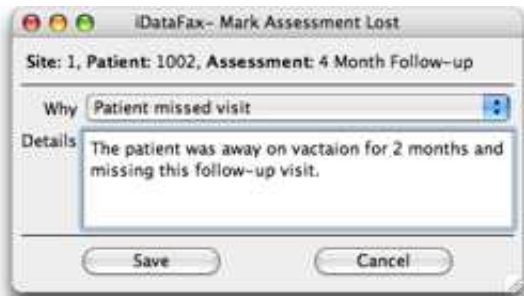 iDataFax- Mark Assessment Lost
Site: 1, Patient: 1002, Assessment: 4 Month Follow-up
Why Patient missed visit
Details The patient was away on vactaion for 2 months and
missing this follow-up visit.
Save Cancel